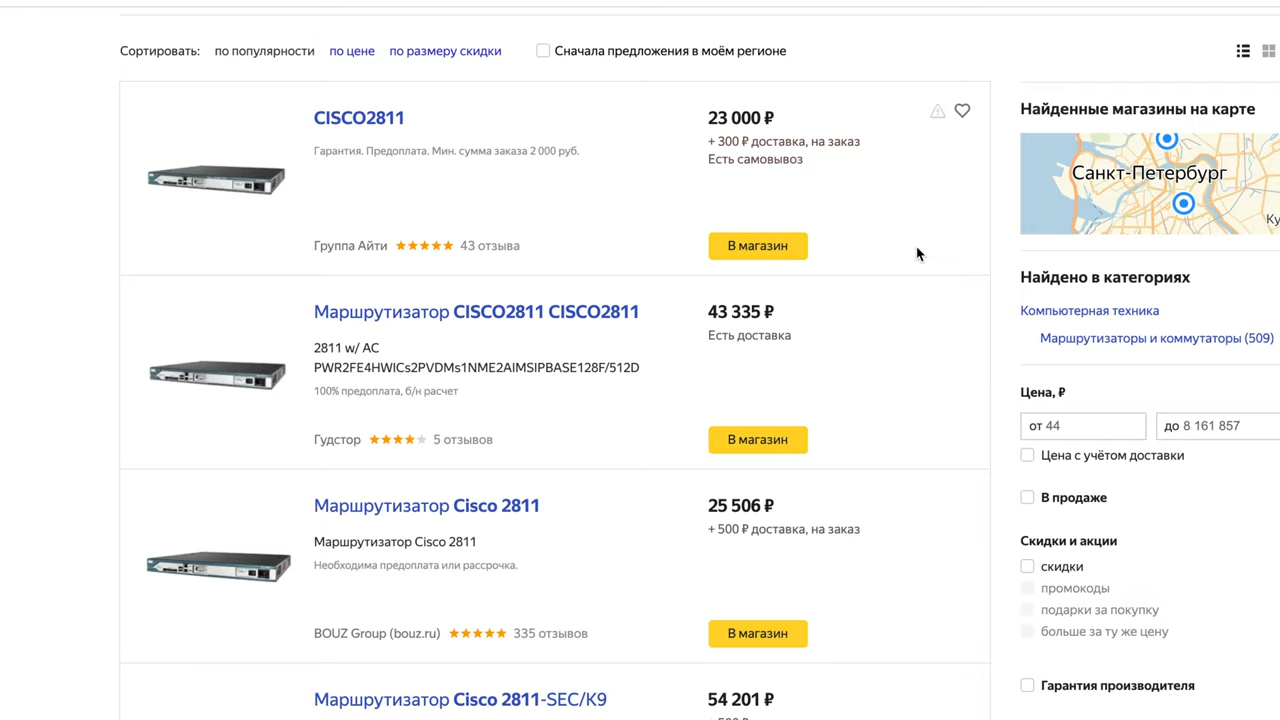 Сортировать: по популярности по цене по размеру скидки Сначала предложения в моём регионе
CISCO2811
Гарантия. Предоплата. Мин. сумма заказа 2 000 руб.
Группа Айти 43 отзыва
23 000 ₽
+ 300 ₽ доставка, на заказ
Есть самовывоз
В магазин
Маршрутизатор CISCO2811 CISCO2811
2811 w/ AC
PWR2FE4HWICs2PVDMs1NME2AIMSIPBASE128F/512D
100% предоплата, б/н расчет
Гудстор 5 отзывов
43 335 ₽
Есть доставка
В магазин
Маршрутизатор Cisco 2811
Маршрутизатор Cisco 2811
Необходима предоплата или рассрочка.
BOUZ Group (bouz.ru) 335 отзывов
25 506 ₽
+ 500 ₽ доставка, на заказ
В магазин
Маршрутизатор Cisco 2811-SEC/K9
54 201 ₽
Найденные магазины на карте
Санкт-Петербург
Ку
Найдено в категориях
Компьютерная техника
Маршрутизаторы и коммутаторы (509)
Цена, ₽
от 44 до 8 161 857
Цена с учётом доставки
В продаже
Скидки и акции
скидки
промокоды
подарки за покупку
больше за ту же цену
Гарантия производителя